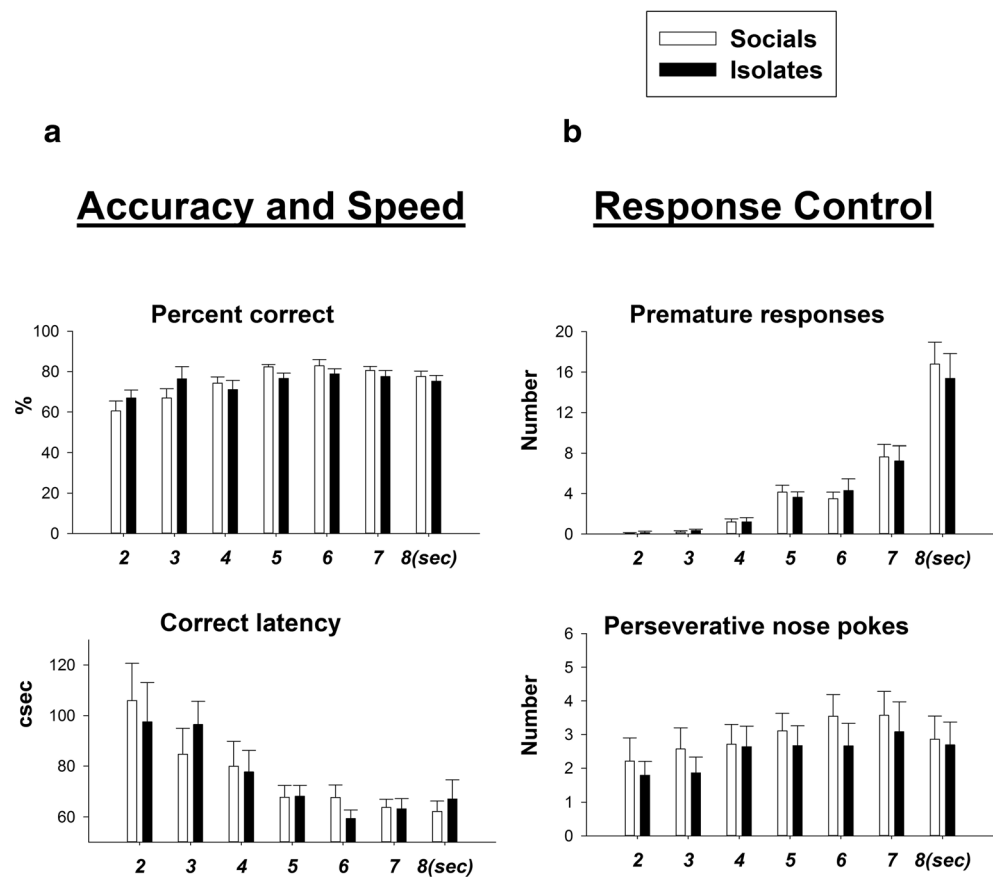 Socials
Isolates
a
b
Accuracy and Speed
Response Control
Percent correct
100
80
60
40
20
0
%
2 3 4 5 6 7 8(sec)
Premature responses
20
16
12
8
4
0
Number
2 3 4 5 6 7 8(sec)
Correct latency
120
100
80
60
csec
2 3 4 5 6 7 8(sec)
Perseverative nose pokes
6
5
4
3
2
1
0
Number
2 3 4 5 6 7 8(sec)